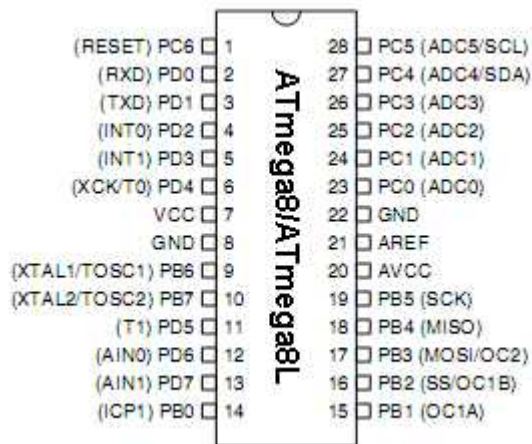 (RESET) PC6 1 28 PC5 (ADC5/SCL)
(RXD) PD0 2 27 PC4 (ADC4/SDA)
(TXD) PD1 3 26 PC3 (ADC3)
(INT0) PD2 4 25 PC2 (ADC2)
(INT1) PD3 5 24 PC1 (ADC1)
(XCK/T0) PD4 6 23 PC0 (ADC0)
VCC 7 22 GND
GND 8 21 AREF
(XTAL1/TOSC1) PB6 9 20 AVCC
(XTAL2/TOSC2) PB7 10 19 PB5 (SCK)
(T1) PD5 11 18 PB4 (MISO)
(AIN0) PD6 12 17 PB3 (MOSI/OC2)
(AIN1) PD7 13 16 PB2 (SS/OC1B)
(ICP1) PB0 14 15 PB1 (OC1A)
ATmega8/ATmega8L